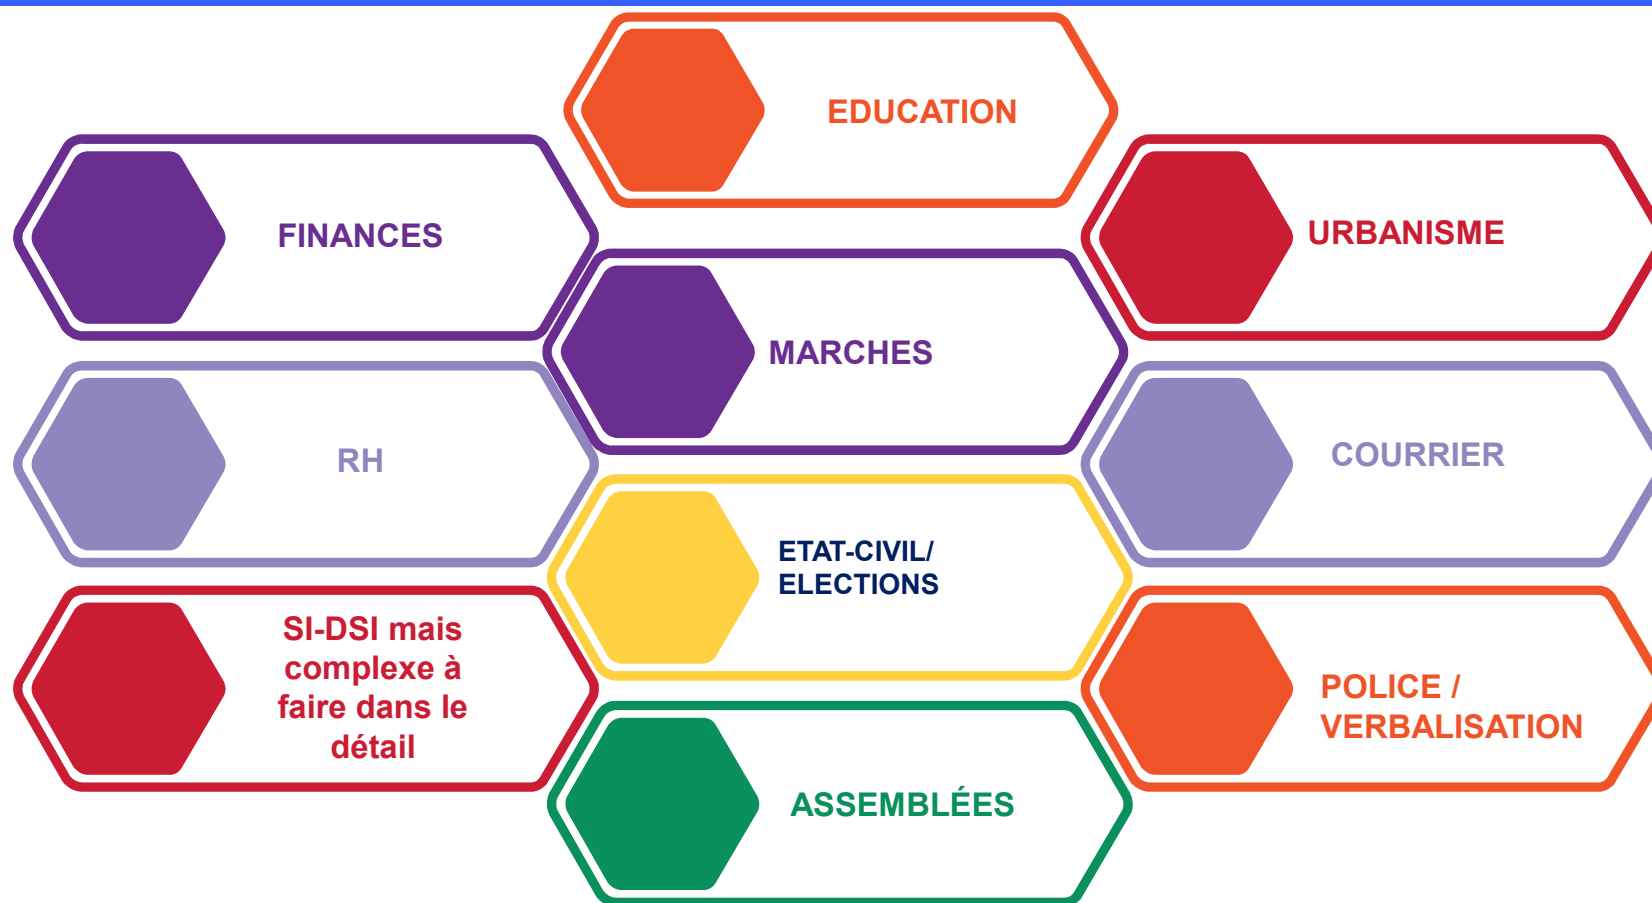 EDUCATION
FINANCES
URBANISME
MARCHES
RH
COURRIER
ETAT-CIVIL/
ELECTIONS
SI-DSI mais
complexe à
faire dans le
détail
POLICE /
VERBALISATION
ASSEMBLÉES